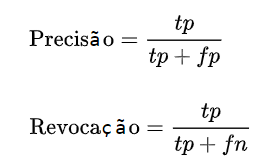 Precisão = tp / (tp + fp)
Revocação = tp / (tp + fn)